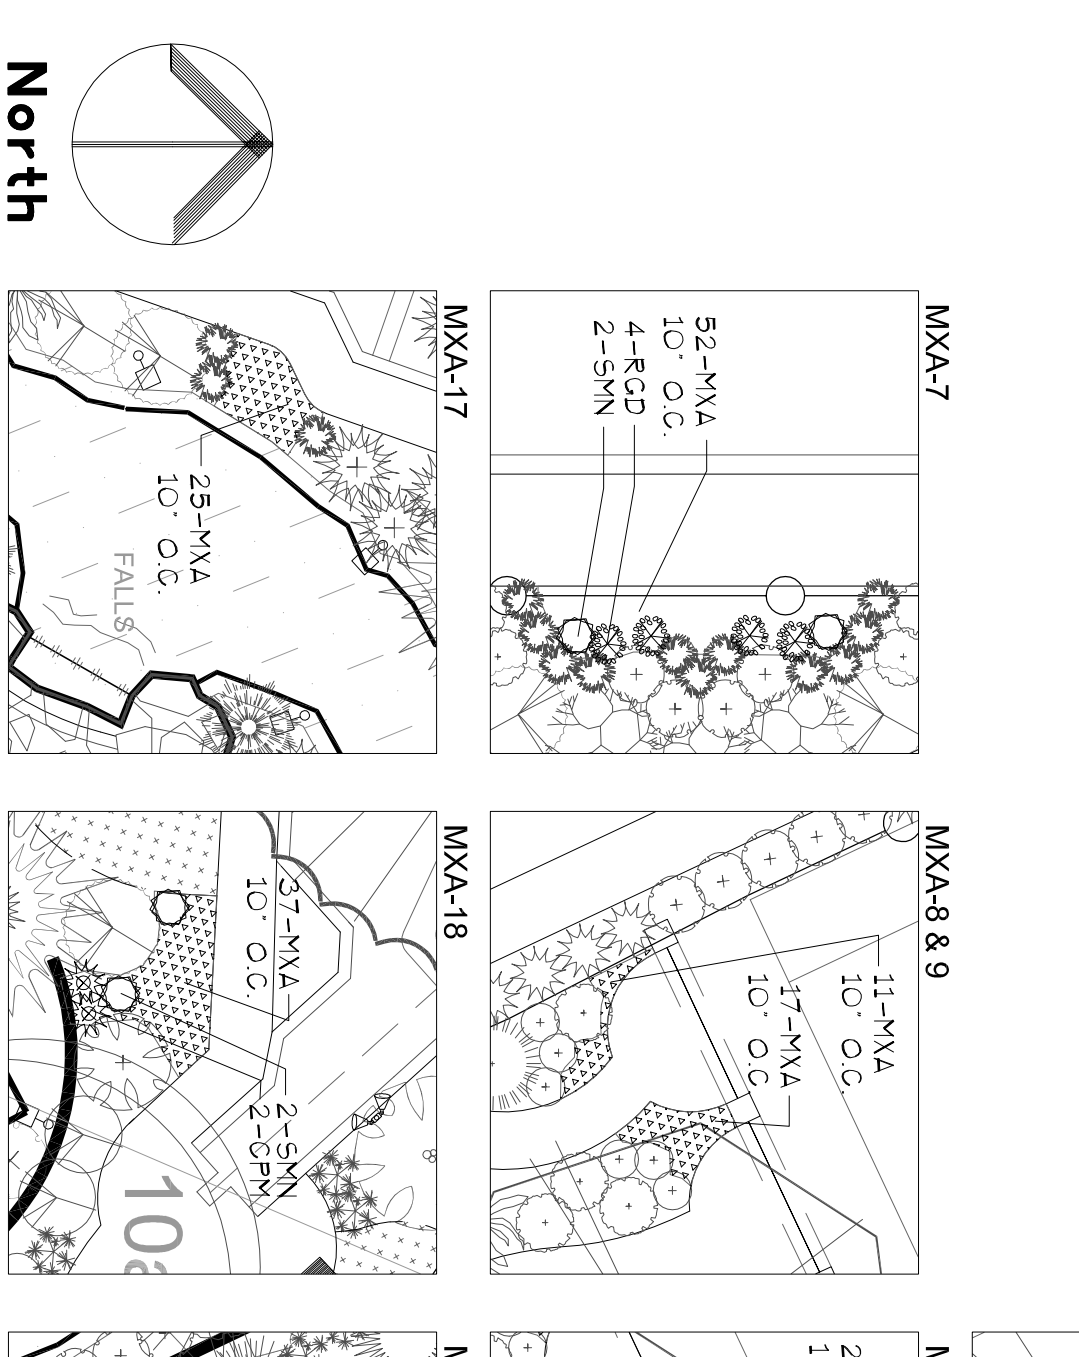 North
MXA-7
52-MXA
10" O.C.
4-RGD
2-SMN
MXA-17
25-MXA
10" O.C.
FALLS
MXA-8 & 9
11-MXA
10" O.C.
17-MXA
10" O.C.
MXA-18
37-MXA
10" O.C.
2-SMN
2-CPM
10a